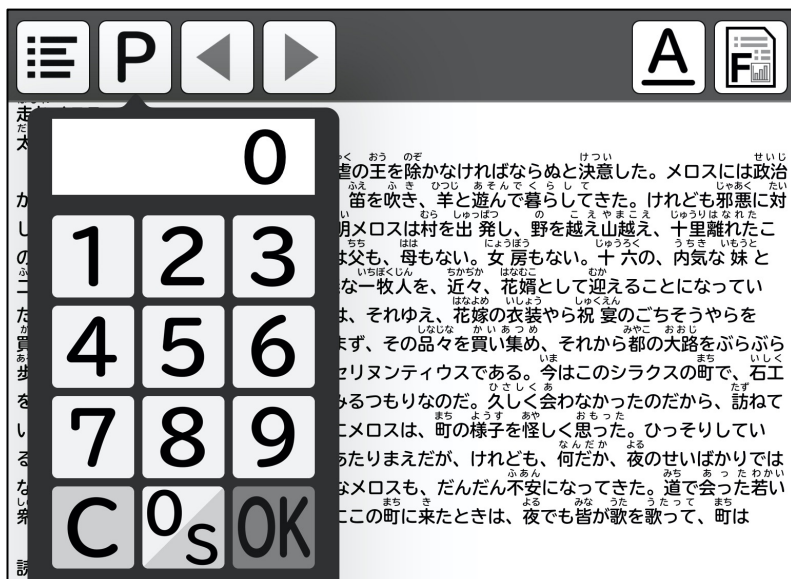 P
A
F
0
1 2 3
4 5 6
7 8 9
C 0s OK
走
太
の王を除かなければならぬと決意した。メロスには政治
笛を吹き、羊と遊んで暮らしてきた。けれども邪悪に対
し 明メロスは村を出発し、野を越え山越え、十里離れたこ
の は父も、母もない。女房もない。十六の、内気な妹と
な一牧人を、近々、花婿として迎えることになってい
は、それゆえ、花嫁の衣装やら祝宴のごちそうやらを
買 まず、その品々を買い集め、それから都の大路をぶらぶら
歩 セリヌンティウスである。今はこのシラクスの町で、石工
を みるつもりなのだ。久しく会わなかったのだから、訪ねて
い にメロスは、町の様子を怪しく思った。ひっそりしてい
る あたりまえだが、けれども、何だか、夜のせいばかりでは
な なメロスも、だんだん不安になってきた。道で会った若い
ここの町に来たときは、夜でも皆が歌を歌って、町は